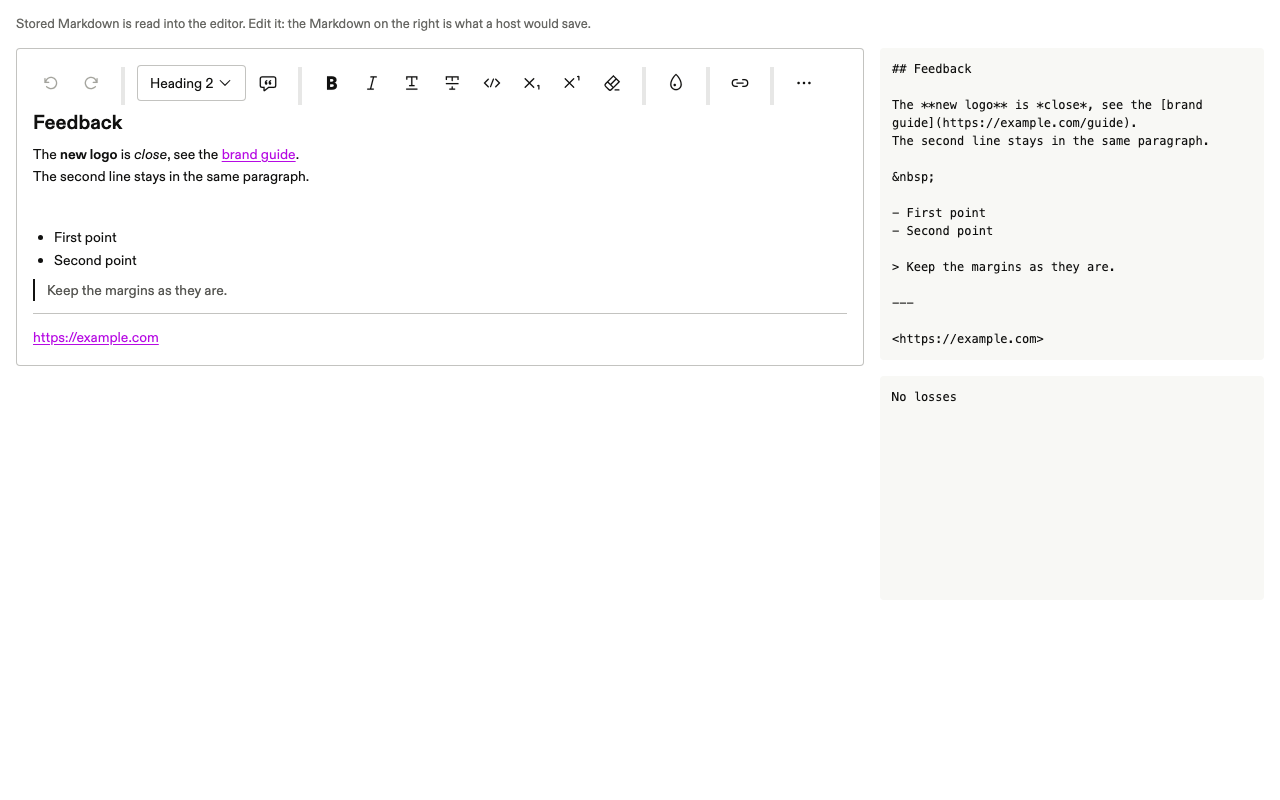 Stored Markdown is read into the editor. Edit it: the Markdown on the right is what a host would save.
Heading 2
Feedback
The new logo is close, see the brand guide.
The second line stays in the same paragraph.
• First point
• Second point
Keep the margins as they are.
https://example.com
## Feedback
The **new logo** is *close*, see the [brand
guide](https://example.com/guide).
The second line stays in the same paragraph.
&nbsp;
- First point
- Second point
> Keep the margins as they are.
---
<https://example.com>
No losses